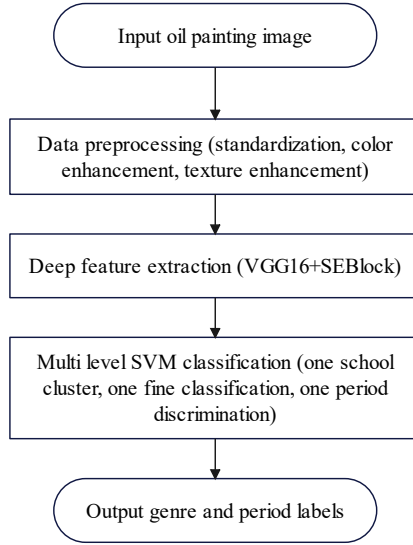 Input oil painting image
Data preprocessing (standardization, color
enhancement, texture enhancement)
Deep feature extraction (VGG16+SEBlock)
Multi level SVM classification (one school
cluster, one fine classification, one period
discrimination)
Output genre and period labels